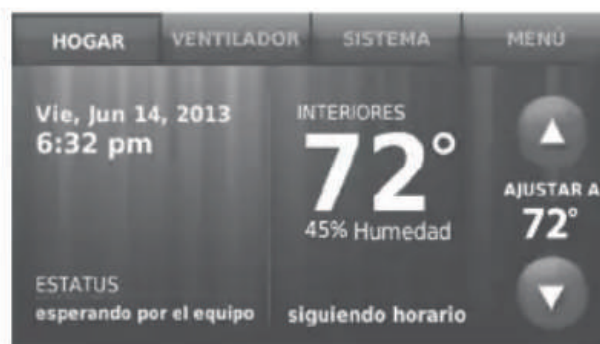 HOGAR VENTILADOR SISTEMA MENÚ
Vie, Jun 14, 2013
6:32 pm
INTERIORES
72°
45% Humedad
AJUSTAR A
72°
ESTATUS
esperando por el equipo
siguiendo horario